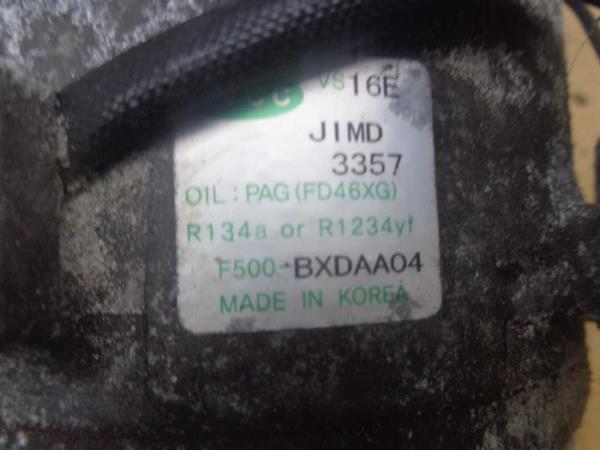 VS16E
JIMD
3357
OIL : PAG (FD46XG)
R134a or R1234yf
F500-BXDAA04
MADE IN KOREA